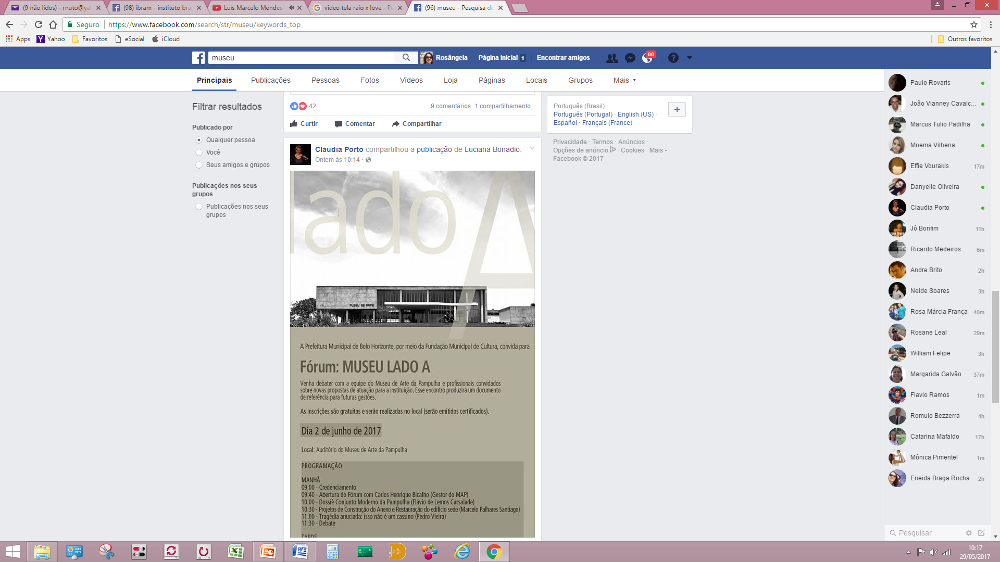 (9 não lidos) - rnuto@ya
(98) ibram - instituto bra
Luís Marcelo Mendes
video tela raio x love - Pe
(96) museu - Pesquisa do
Seguro
https://www.facebook.com/search/str/museu/keywords_top
Apps
Yahoo
Favoritos
eSocial
iCloud
Outros favoritos
museu
Rosângela
Página inicial 1
Encontrar amigos
96
Principais
Publicações
Pessoas
Fotos
Vídeos
Loja
Páginas
Locais
Grupos
Mais
Filtrar resultados
Publicado por
Qualquer pessoa
Você
Seus amigos e grupos
Publicações nos seus
grupos
Publicações nos seus
grupos
42
9 comentários 1 compartilhamento
Curtir
Comentar
Compartilhar
Claudia Porto compartilhou a publicação de Luciana Bonadio.
Ontem às 10:14 ·
lado A
MUSEU DE ARTE
A Prefeitura Municipal de Belo Horizonte, por meio da Fundação Municipal de Cultura, convida para
Fórum: MUSEU LADO A
Venha debater com a equipe do Museu de Arte da Pampulha e profissionais convidados
sobre novas propostas de atuação para a instituição. Esse encontro produzirá um documento
de referência para futuras gestões.
As inscrições são gratuitas e serão realizadas no local (serão emitidos certificados).
Dia 2 de junho de 2017
Local: Auditório do Museu de Arte da Pampulha
PROGRAMAÇÃO
MANHÃ
09:00 - Credenciamento
09:40 - Abertura do Fórum com Carlos Henrique Bicalho (Gestor do MAP)
10:00 - Dossiê Conjunto Moderno da Pampulha (Flávio de Lemos Carsalade)
10:30 - Projetos de Construção do Anexo e Restauração do edifício sede (Marcelo Palhares Santiago)
11:00 - Tragédia anuciada: isso não é um cassino (Pedro Vieira)
11:30 - Debate
TARDE
Português (Brasil) ·
Português (Portugal) · English (US) ·
Español · Français (France)
Privacidade · Termos · Anúncios ·
Opções de anúncio · Cookies · Mais
Facebook © 2017
Paulo Rovaris
João Vianney Cavalc...
Marcus Tulio Padilha
Moema Vilhena
Effie Vourakis 17m
Danyelle Oliveira
Claudia Porto
Jô Bonfim 11h
Ricardo Medeiros 6m
Andre Brito 2h
Neide Soares 3h
Rosa Márcia França 40m
Rosane Leal 29m
William Felipe 3h
Margarida Galvão 37m
Flavio Ramos 1m
Romulo Bezzerra 4h
Catarina Mafaldo 17h
Mônica Pimentel 1m
Eneida Braga Rocha 2h
Pesquisar
10:17
29/05/2017